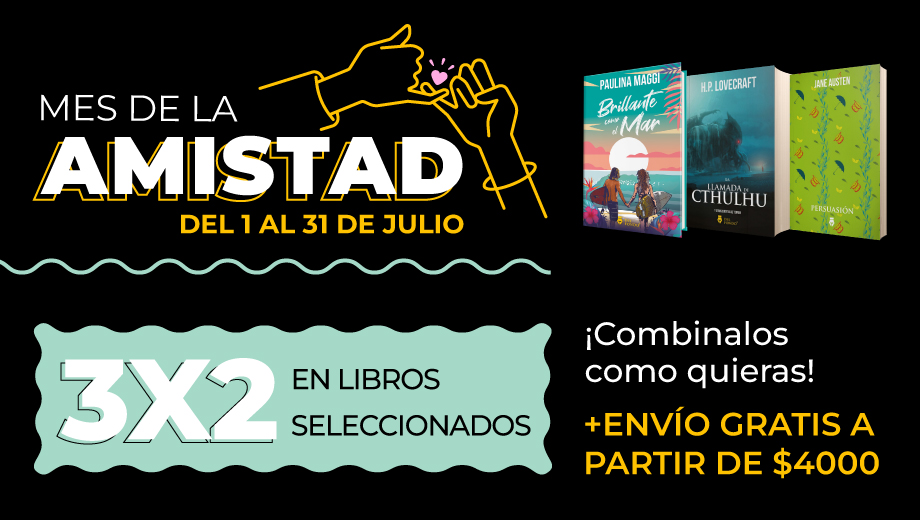 MES DE LA
AMISTAD
DEL 1 AL 31 DE JULIO
PAULINA MAGGI
Brillante
como
el
Mar
H.P. LOVECRAFT
LLAMADA DE
CTHULHU
JANE AUSTEN
PERSUASIÓN
3X2
EN LIBROS
SELECCIONADOS
¡Combinalos
como quieras!
+ENVÍO GRATIS A
PARTIR DE $4000